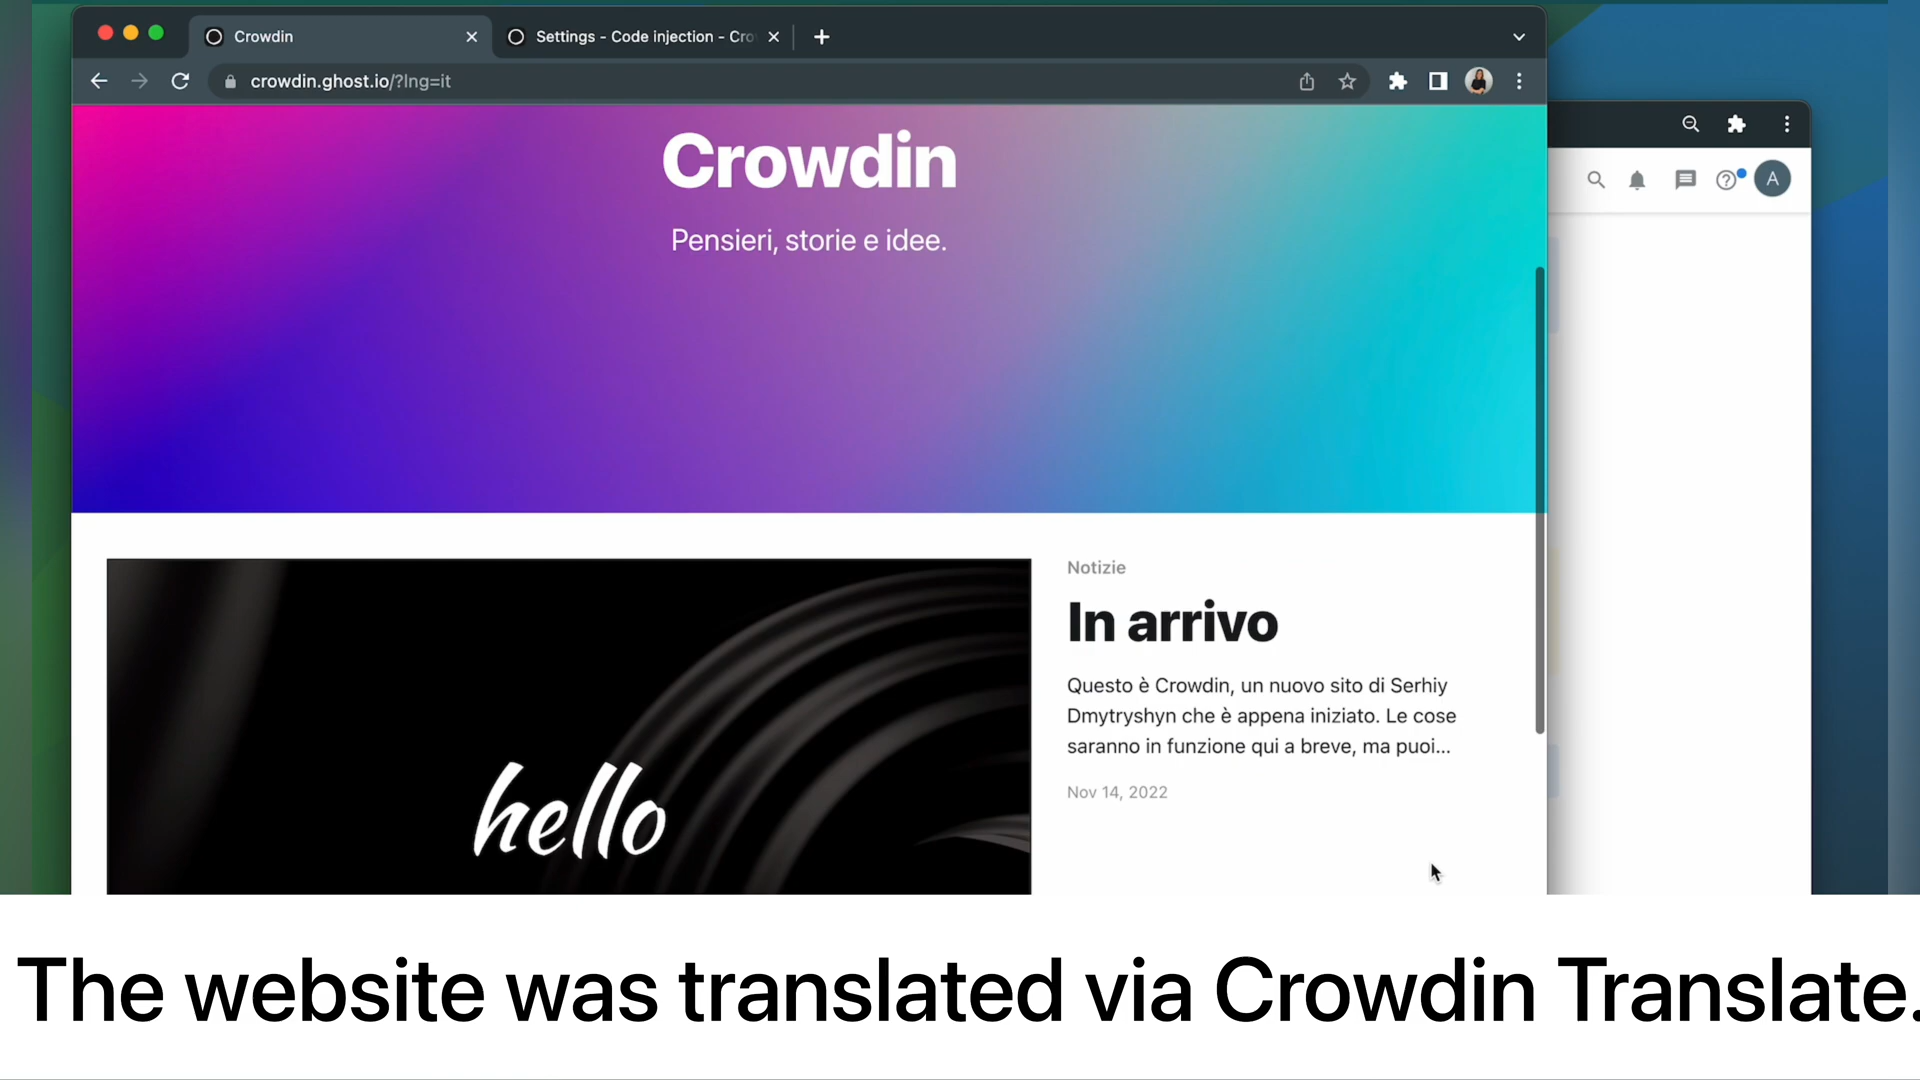 Crowdin
Settings - Code injection - Cro
crowdin.ghost.io/?lng=it
A
Crowdin
Pensieri, storie e idee.
hello
Notizie
In arrivo
Questo è Crowdin, un nuovo sito di Serhiy
Dmytryshyn che è appena iniziato. Le cose
saranno in funzione qui a breve, ma puoi...
Nov 14, 2022
The website was translated via Crowdin Translate.